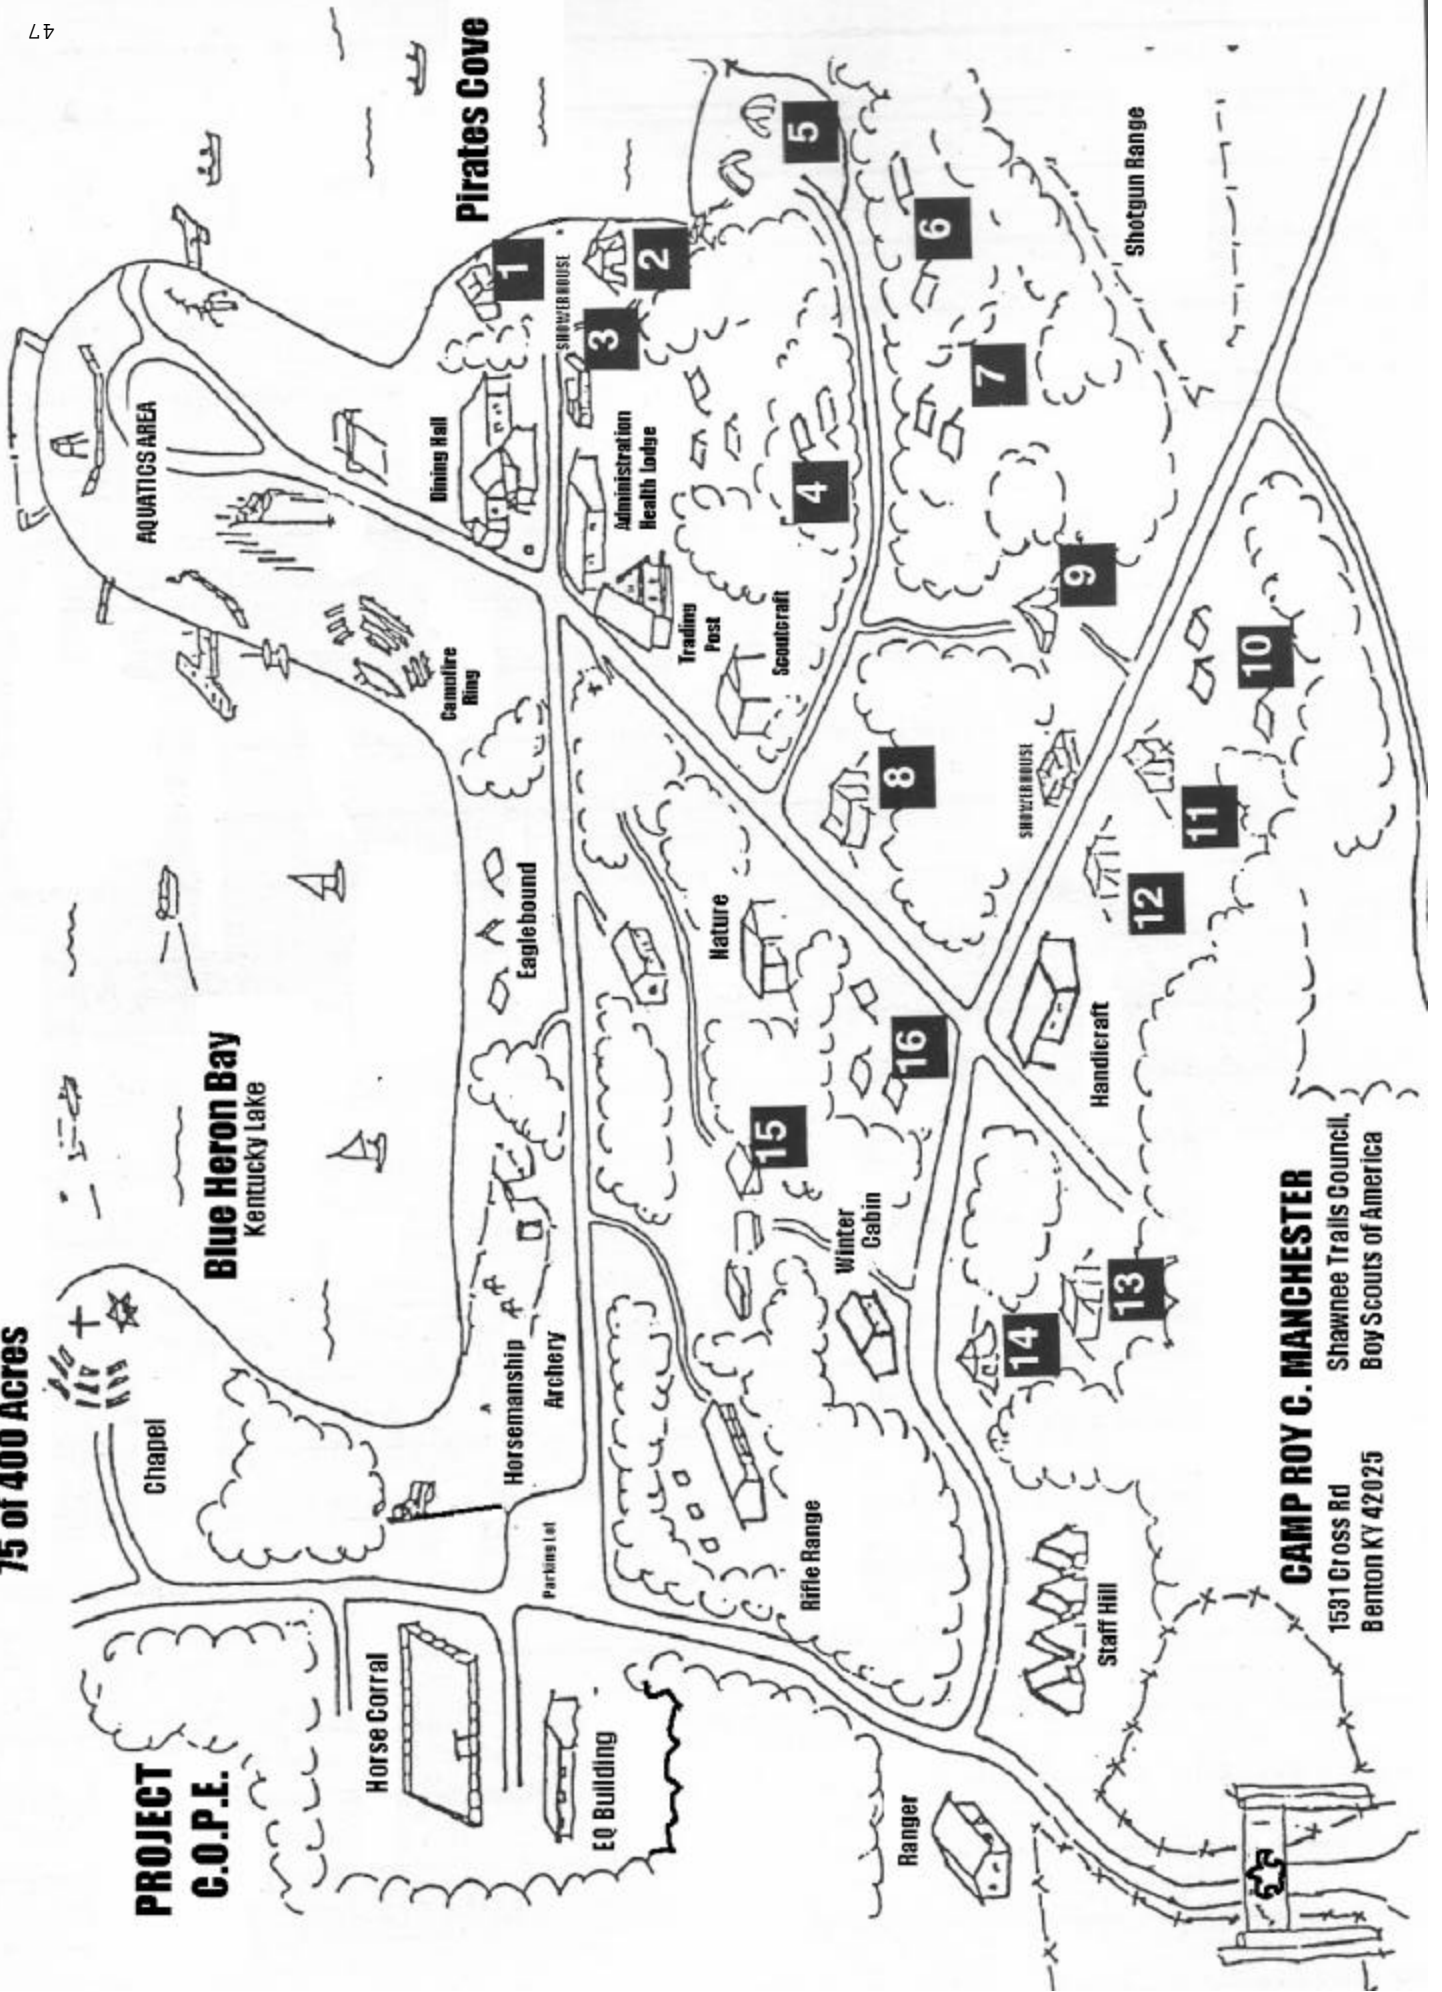 47
75 of 400 Acres
PROJECT
C.O.P.E.
Chapel
Blue Heron Bay
Kentucky Lake
AQUATICS AREA
Pirates Cove
Horse Corral
EQ Building
Parking Lot
Horsemanship
Archery
Eaglebound
Campfire
Ring
Dining Hall
SHOWERHOUSE
1
2
3
Administration
Health Lodge
Trading
Post
Scoutcraft
4
5
6
7
8
9
Shotgun Range
Nature
15
16
Rifle Range
Winter
Cabin
SHOWERHOUSE
10
11
12
Handicraft
13
14
Staff Hill
Ranger
CAMP ROY C. MANCHESTER
1531 Cross Rd
Benton KY 42025
Shawnee Trails Council,
Boy Scouts of America